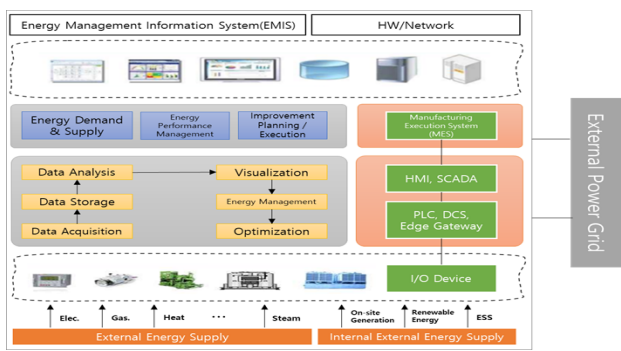 Energy Management Information System(EMIS)
HW/Network
Energy Demand
& Supply
Energy
Performance
Management
Improvement
Planning /
Execution
Manufacturing
Execution System
(MES)
Data Analysis
Visualization
HMI, SCADA
Data Storage
Energy Management
PLC, DCS,
Edge Gateway
Data Acquisition
Optimization
I/O Device
External Power Grid
Elec.
Gas.
Heat
...
Steam
On-site
Generation
Renewable
Energy
ESS
External Energy Supply
Internal External Energy Supply